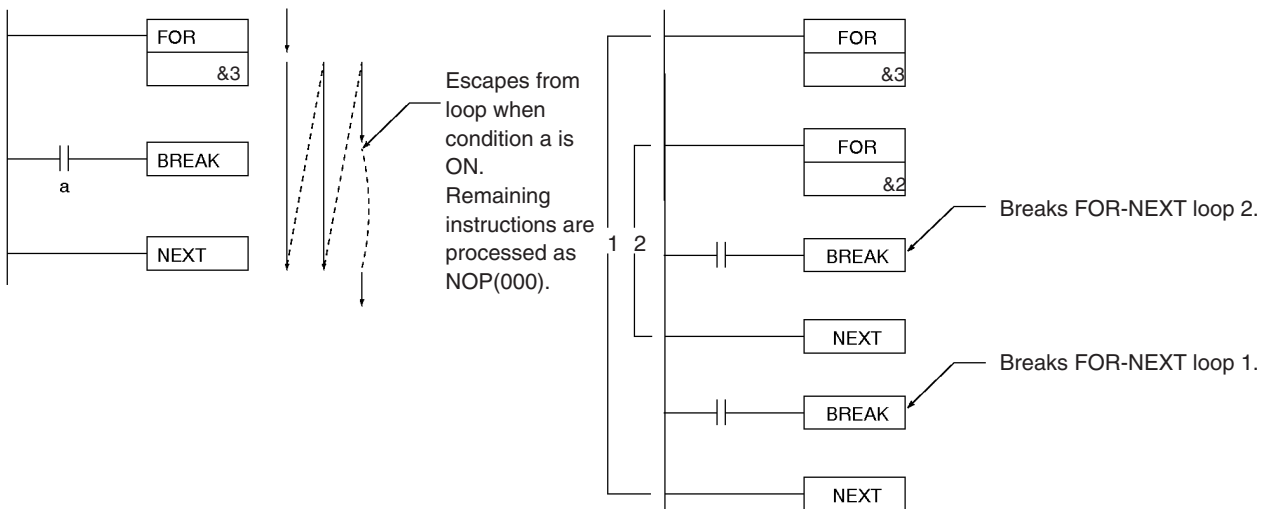 FOR
&3
BREAK
a
NEXT
Escapes from
loop when
condition a is
ON.
Remaining
instructions are
processed as
NOP(000).
1 2
FOR
&3
FOR
&2
BREAK
Breaks FOR-NEXT loop 2.
NEXT
BREAK
Breaks FOR-NEXT loop 1.
NEXT